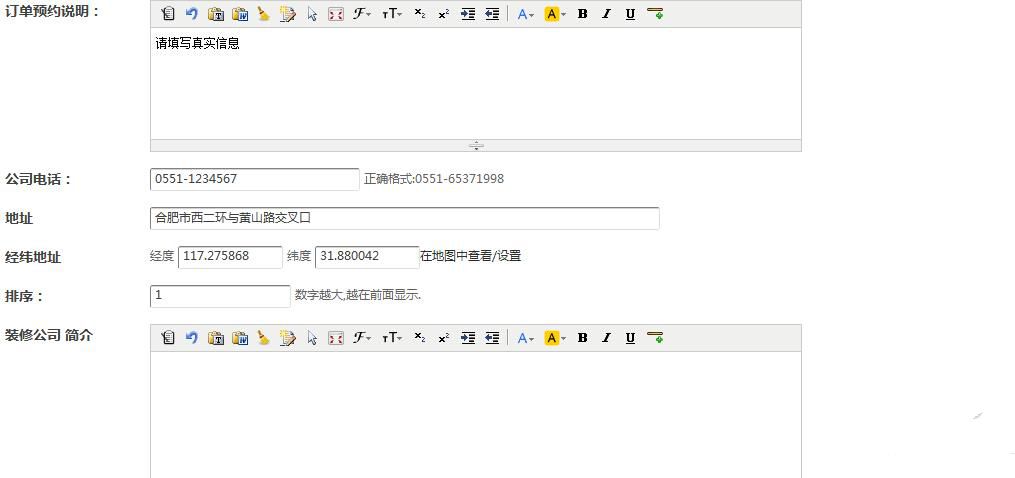 订单预约说明：
请填写真实信息
公司电话： 0551-1234567 正确格式:0551-65371998
地址 合肥市西二环与黄山路交叉口
经纬地址 经度 117.275868 纬度 31.880042 在地图中查看/设置
排序： 1 数字越大,越在前面显示.
装修公司 简介